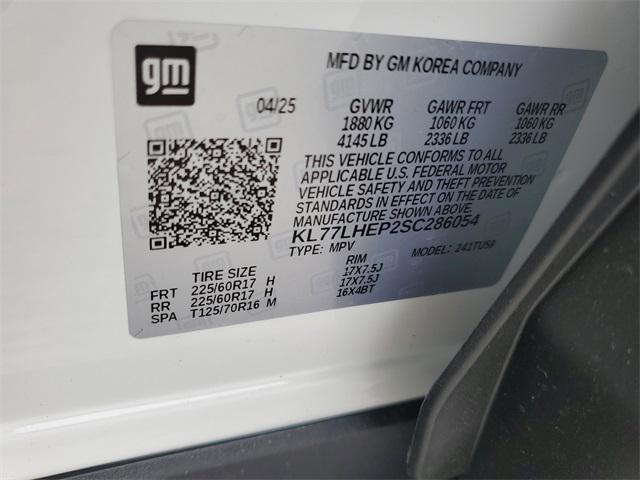 gm
MFD BY GM KOREA COMPANY
04/25 GVWR GAWR FRT GAWR RR
1880 KG 1060 KG 1060 KG
4145 LB 2336 LB 2336 LB
THIS VEHICLE CONFORMS TO ALL
APPLICABLE U.S. FEDERAL MOTOR
VEHICLE SAFETY AND THEFT PREVENTION
STANDARDS IN EFFECT ON THE DATE OF
MANUFACTURE SHOWN ABOVE.
KL77LHEP2SC286054
TYPE: MPV MODEL: 241TUSB
TIRE SIZE RIM
FRT 225/60R17 H 17X7.5J
RR 225/60R17 H 17X7.5J
SPA T125/70R16 M 16X4BT